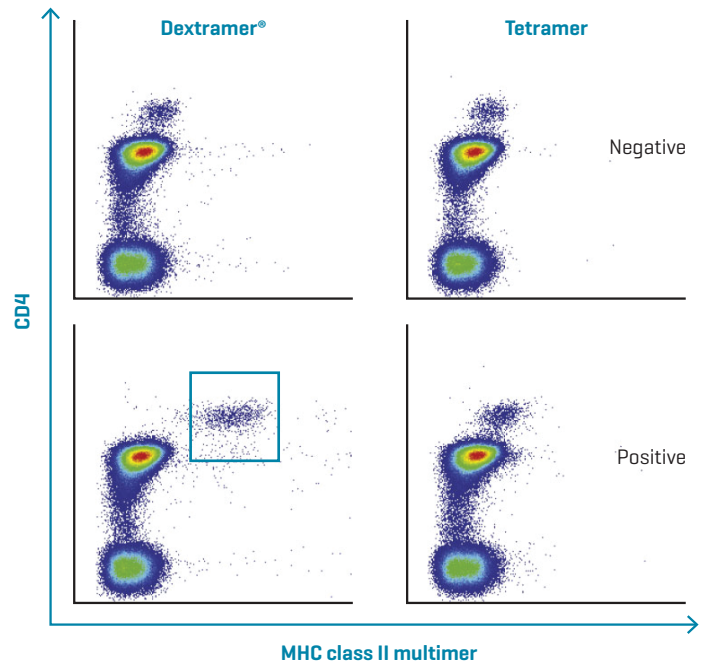 Dextramer®
Tetramer
Negative
CD4
Positive
MHC class II multimer